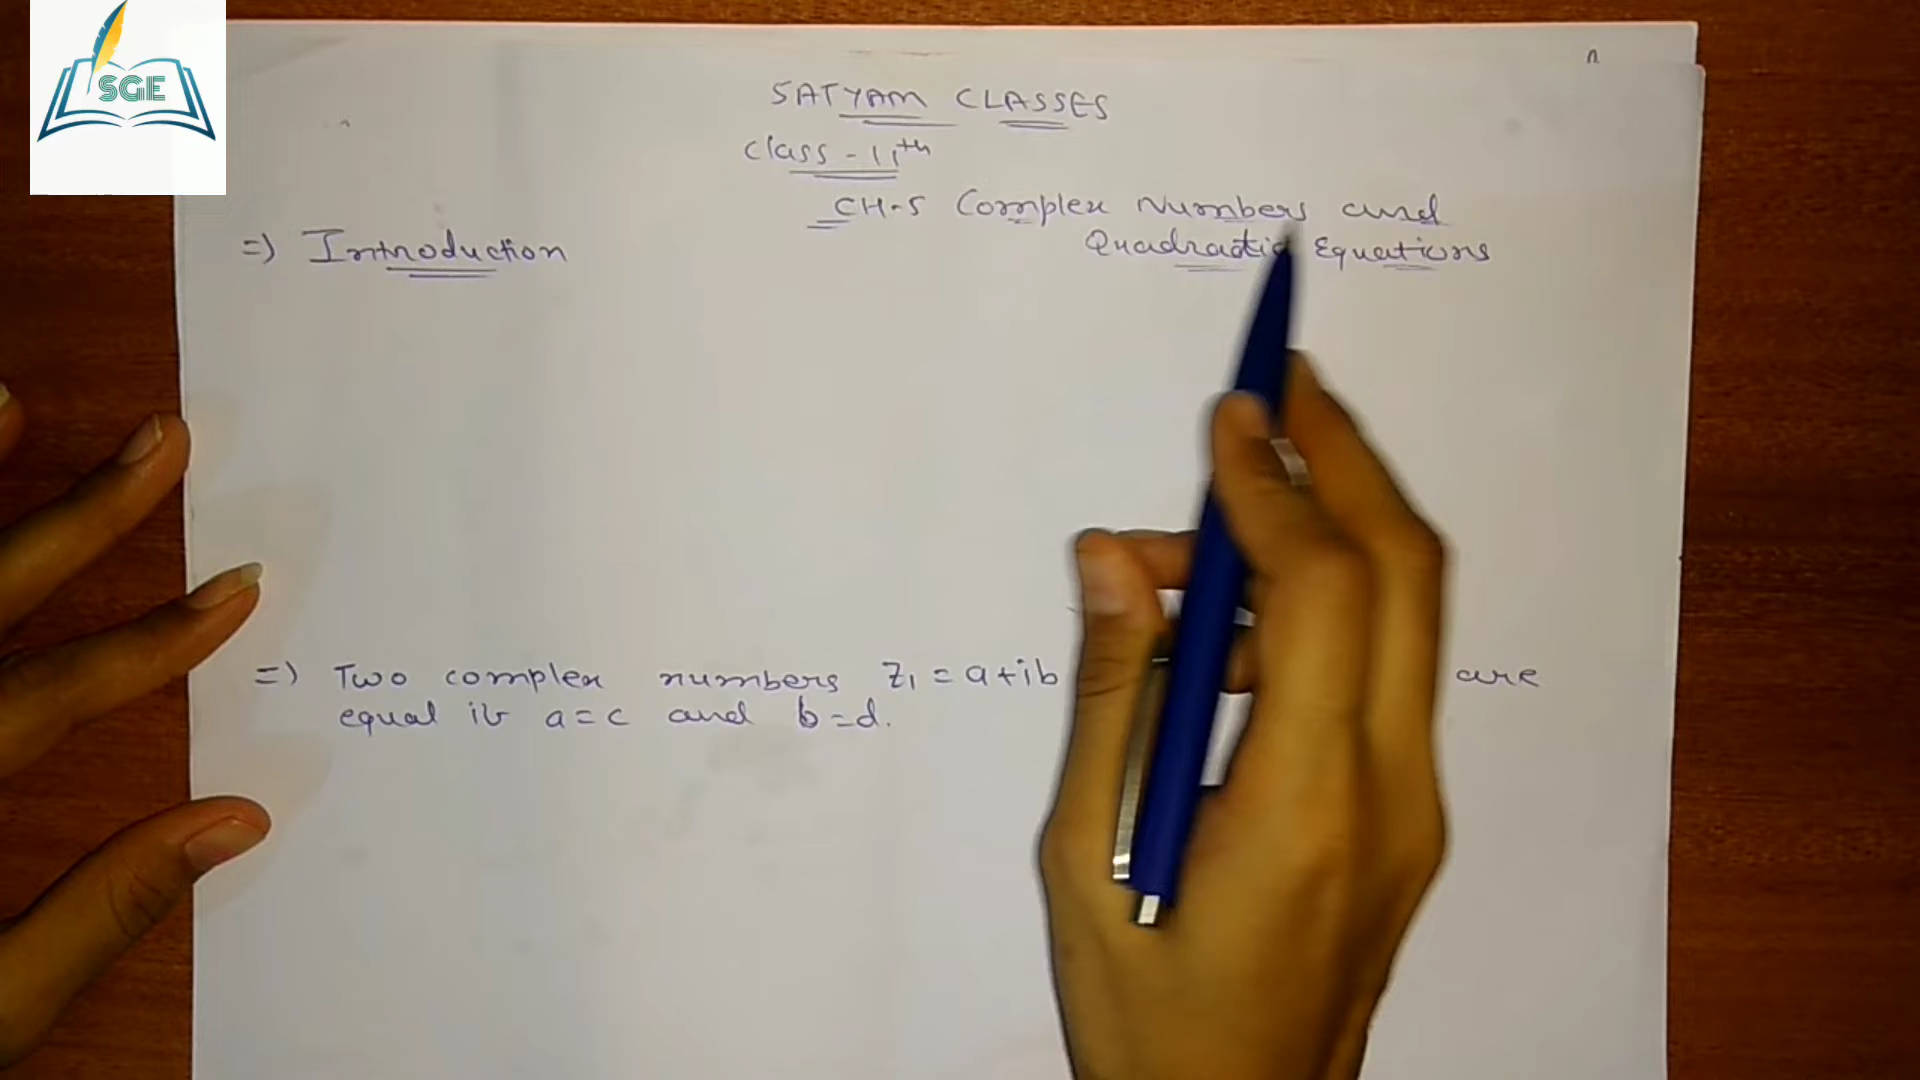 SGE
SATYAM CLASSES
Class - 11th
CH-5 Complex Numbers and
Quadractic Equations
=) Introduction
=) Two complex numbers z₁ = a+ib are
equal if a=c and b=d.